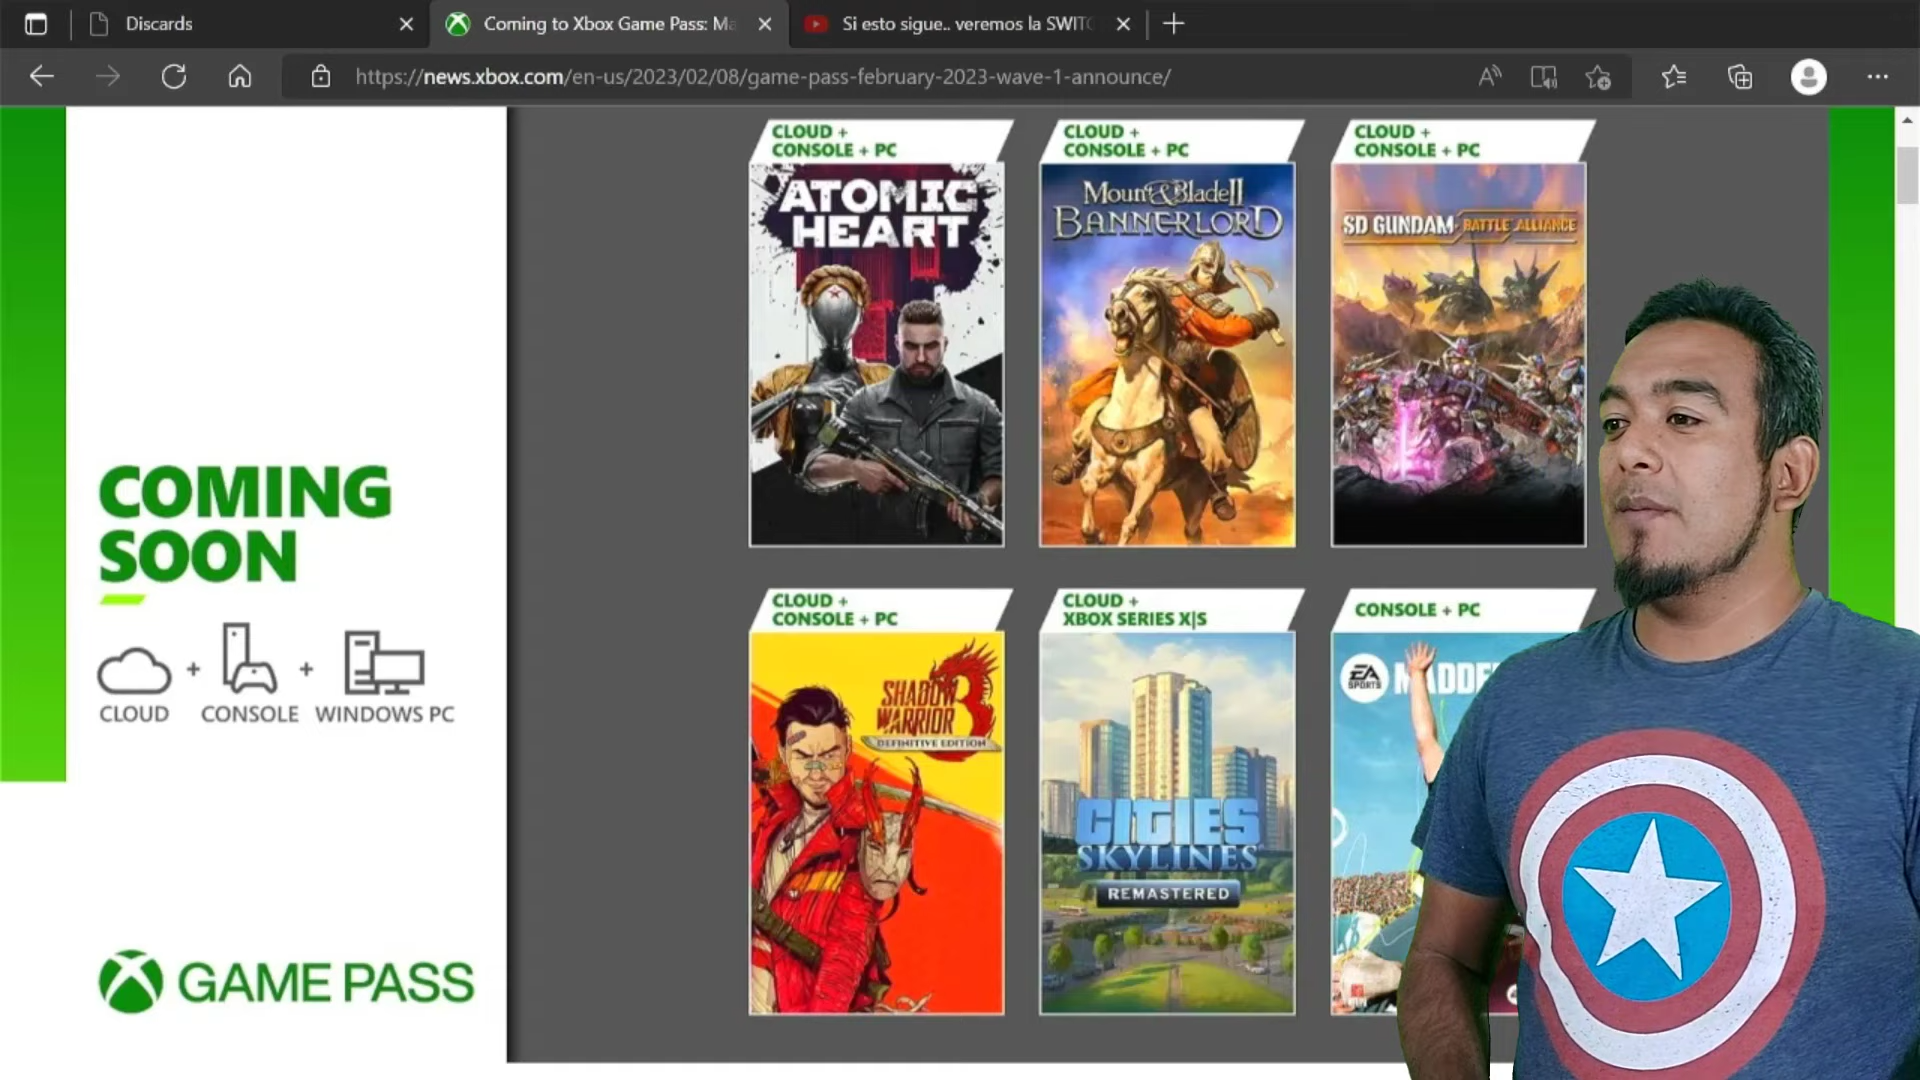 Discards
Coming to Xbox Game Pass: Ma
Si esto sigue.. veremos la SWITC
https://news.xbox.com/en-us/2023/02/08/game-pass-february-2023-wave-1-announce/
COMING
SOON
CLOUD + CONSOLE + WINDOWS PC
GAME PASS
CLOUD +
CONSOLE + PC
ATOMIC
HEART
CLOUD +
CONSOLE + PC
Mount & Blade II
BANNERLORD
CLOUD +
CONSOLE + PC
SD GUNDAM BATTLE ALLIANCE
CLOUD +
CONSOLE + PC
SHADOW
WARRIOR 3
DEFINITIVE EDITION
CLOUD +
XBOX SERIES X|S
CITIES
SKYLINES
REMASTERED
CONSOLE + PC
EA
SPORTS
MADDE